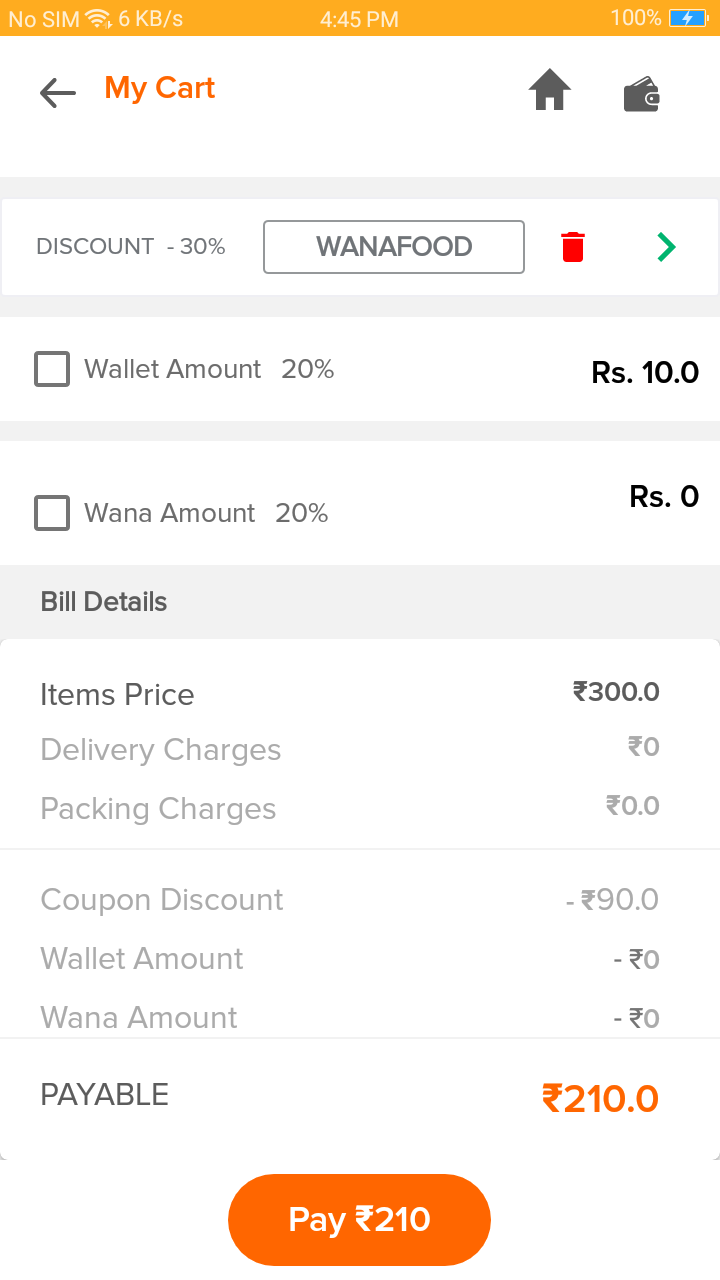 No SIM 6 KB/s 4:45 PM 100%
My Cart
DISCOUNT - 30% WANAFOOD
Wallet Amount 20% Rs. 10.0
Wana Amount 20% Rs. 0
Bill Details
Items Price ₹300.0
Delivery Charges ₹0
Packing Charges ₹0.0
Coupon Discount - ₹90.0
Wallet Amount - ₹0
Wana Amount - ₹0
PAYABLE ₹210.0
Pay ₹210